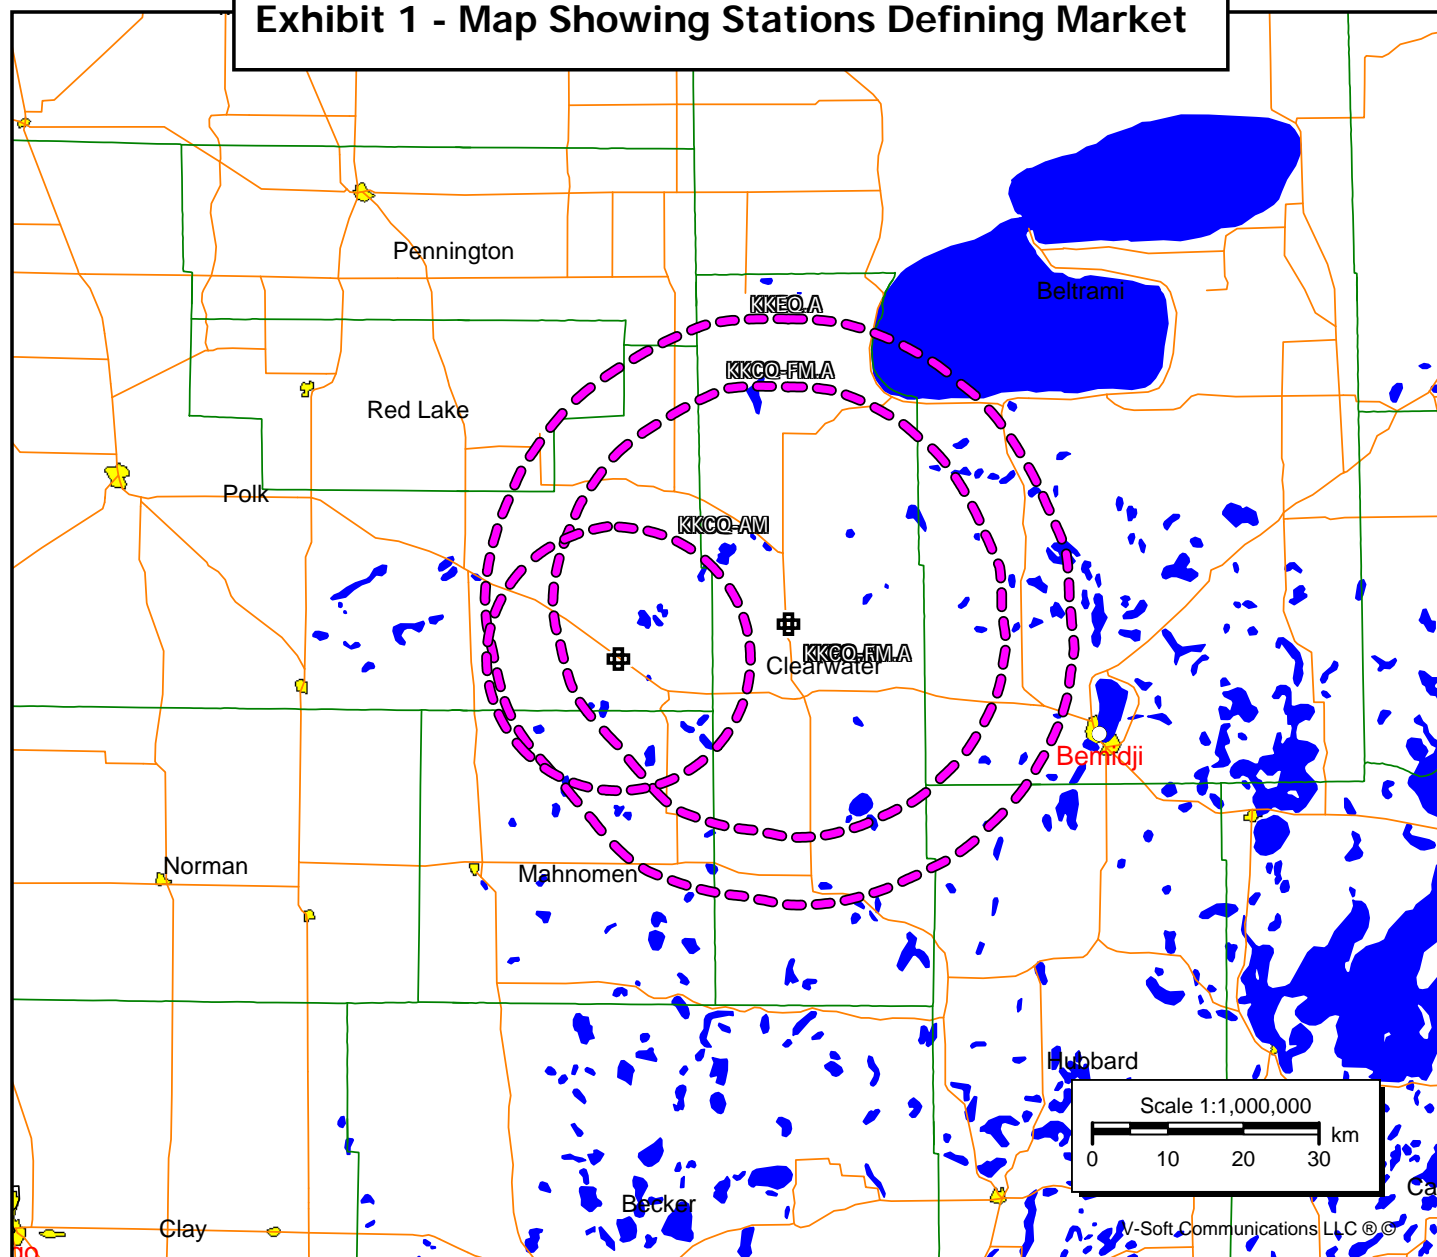 Exhibit 1 - Map Showing Stations Defining Market
Pennington
Beltrami
KKEQ.A
KKCQ-FM.A
Red Lake
Polk
KKCQ-AM
KKCQ-FM.A
Clearwater
Bemidji
Norman
Mahnomen
Hubbard
Scale 1:1,000,000
km
0 10 20 30
Becker
Ca
Clay
V-Soft Communications LLC ® ©
go